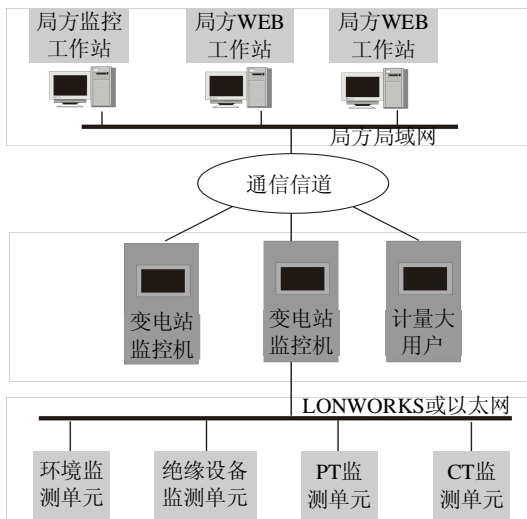 局方监控 局方WEB 局方WEB
工作站 工作站 工作站
局方局域网
通信信道
变电站 变电站 计量大
监控机 监控机 用户
LONWORKS或以太网
环境监 绝缘设备 PT监 CT监
测单元 监测单元 测单元 测单元